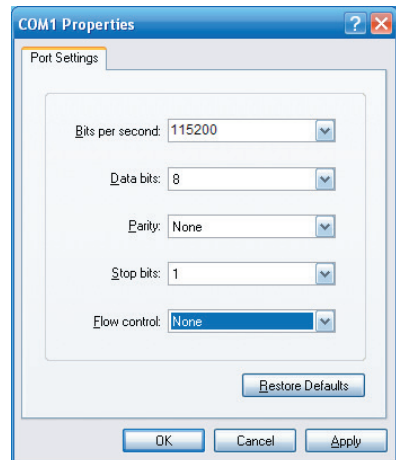 COM1 Properties
Port Settings
Bits per second: 115200
Data bits: 8
Parity: None
Stop bits: 1
Flow control: None
Restore Defaults
OK Cancel Apply